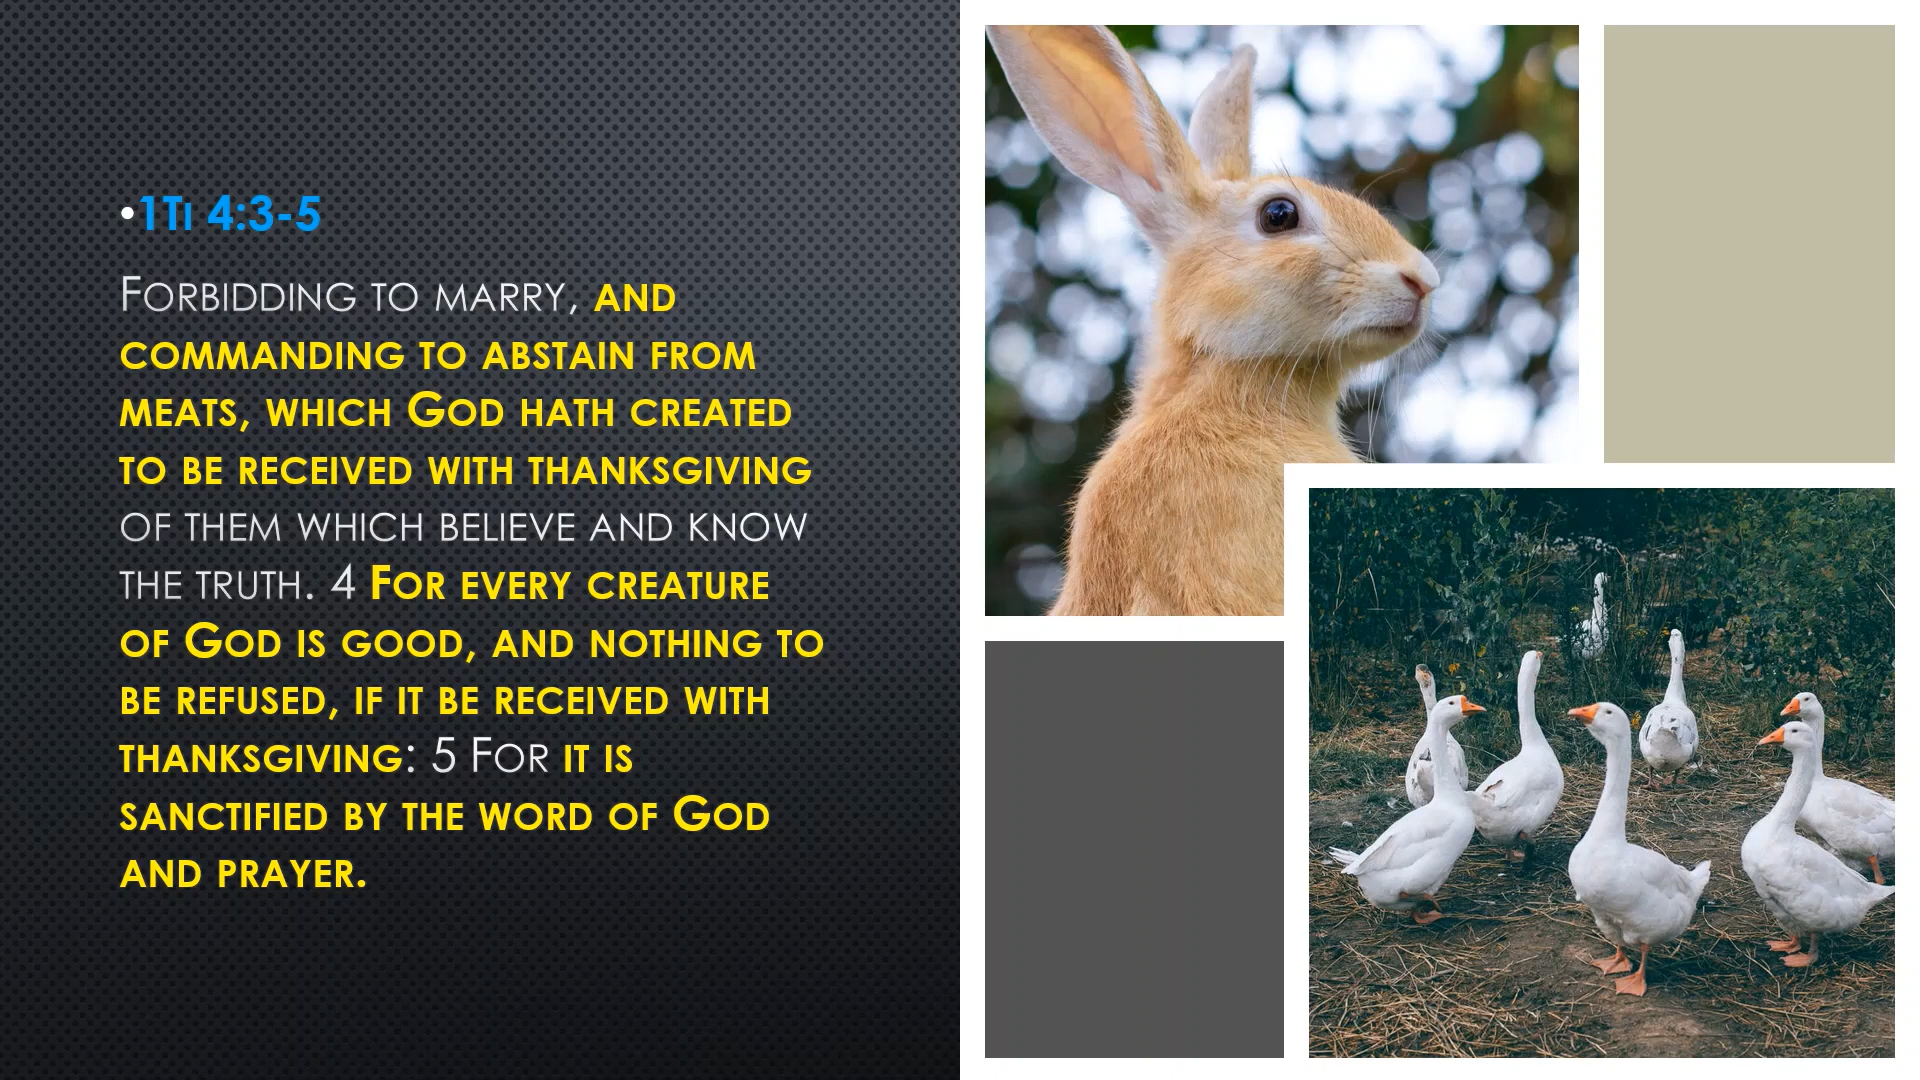 •1Ti 4:3-5
Forbidding to marry, and
commanding to abstain from
meats, which God hath created
to be received with thanksgiving
of them which believe and know
the truth. 4 For every creature
of God is good, and nothing to
be refused, if it be received with
thanksgiving: 5 For it is
sanctified by the word of God
and prayer.